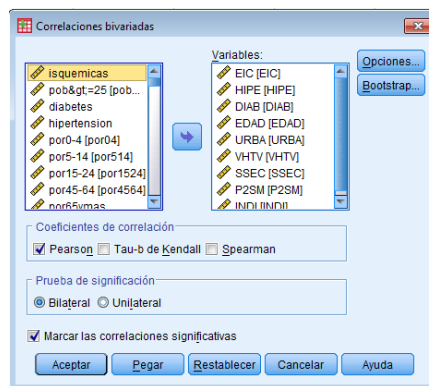 Correlaciones bivariadas
isquemicas
pob&gt;=25 [pob...
diabetes
hipertension
por0-4 [por04]
por5-14 [por514]
por15-24 [por1524]
por45-64 [por4564]
por65ymas
Variables:
EIC [EIC]
HIPE [HIPE]
DIAB [DIAB]
EDAD [EDAD]
URBA [URBA]
VHTV [VHTV]
SSEC [SSEC]
P2SM [P2SM]
INDI [INDI]
Opciones...
Bootstrap...
Coeficientes de correlación
Pearson Tau-b de Kendall Spearman
Prueba de significación
Bilateral Unilateral
Marcar las correlaciones significativas
Aceptar Pegar Restablecer Cancelar Ayuda